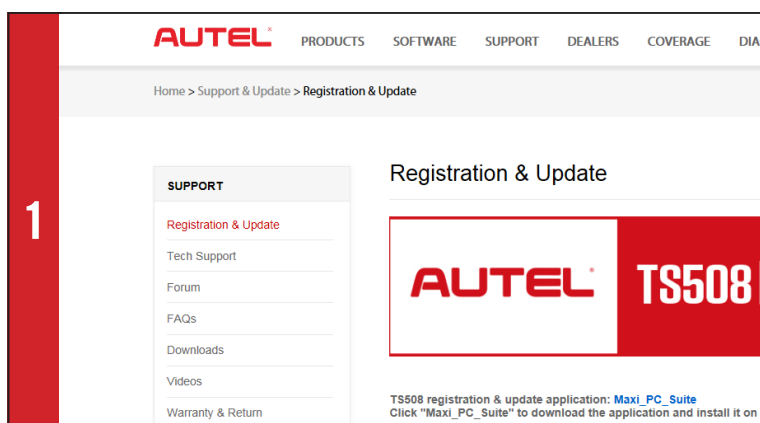 AUTEL PRODUCTS SOFTWARE SUPPORT DEALERS COVERAGE
Home > Support & Update > Registration & Update
1
SUPPORT
Registration & Update
Tech Support
Forum
FAQs
Downloads
Videos
Warranty & Return
Registration & Update
AUTEL TS508
TS508 registration & update application: Maxi_PC_Suite
Click "Maxi_PC_Suite" to download the application and install it on